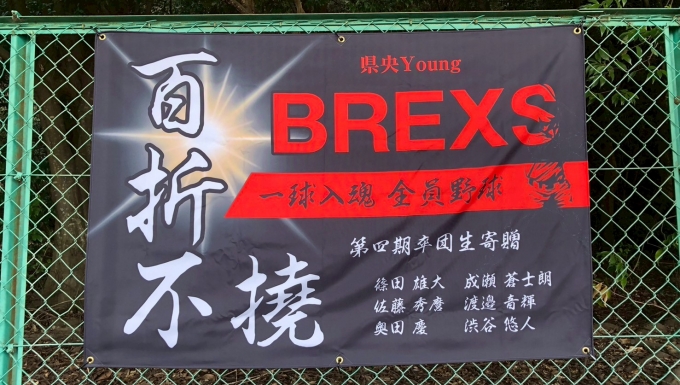 百折不撓
県央Young
BREXS
一球入魂 全員野球
第四期卒団生寄贈
篠田 雄大 成瀬 蒼士朗
佐藤 秀麿 渡邉 音輝
奥田 慶 渋谷 悠人